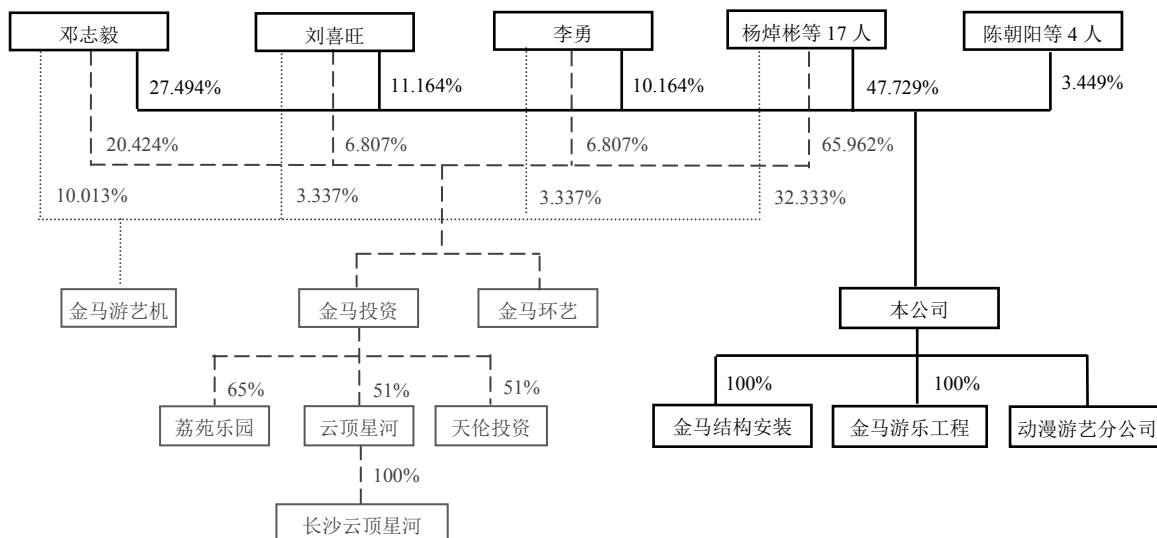 邓志毅
刘喜旺
李勇
杨焯彬等 17 人
陈朝阳等 4 人
27.494%
11.164%
10.164%
47.729%
3.449%
20.424%
6.807%
6.807%
65.962%
10.013%
3.337%
3.337%
32.333%
金马游艺机
金马投资
金马环艺
本公司
65%
51%
51%
100%
100%
荔苑乐园
云顶星河
天伦投资
金马结构安装
金马游乐工程
动漫游艺分公司
100%
长沙云顶星河